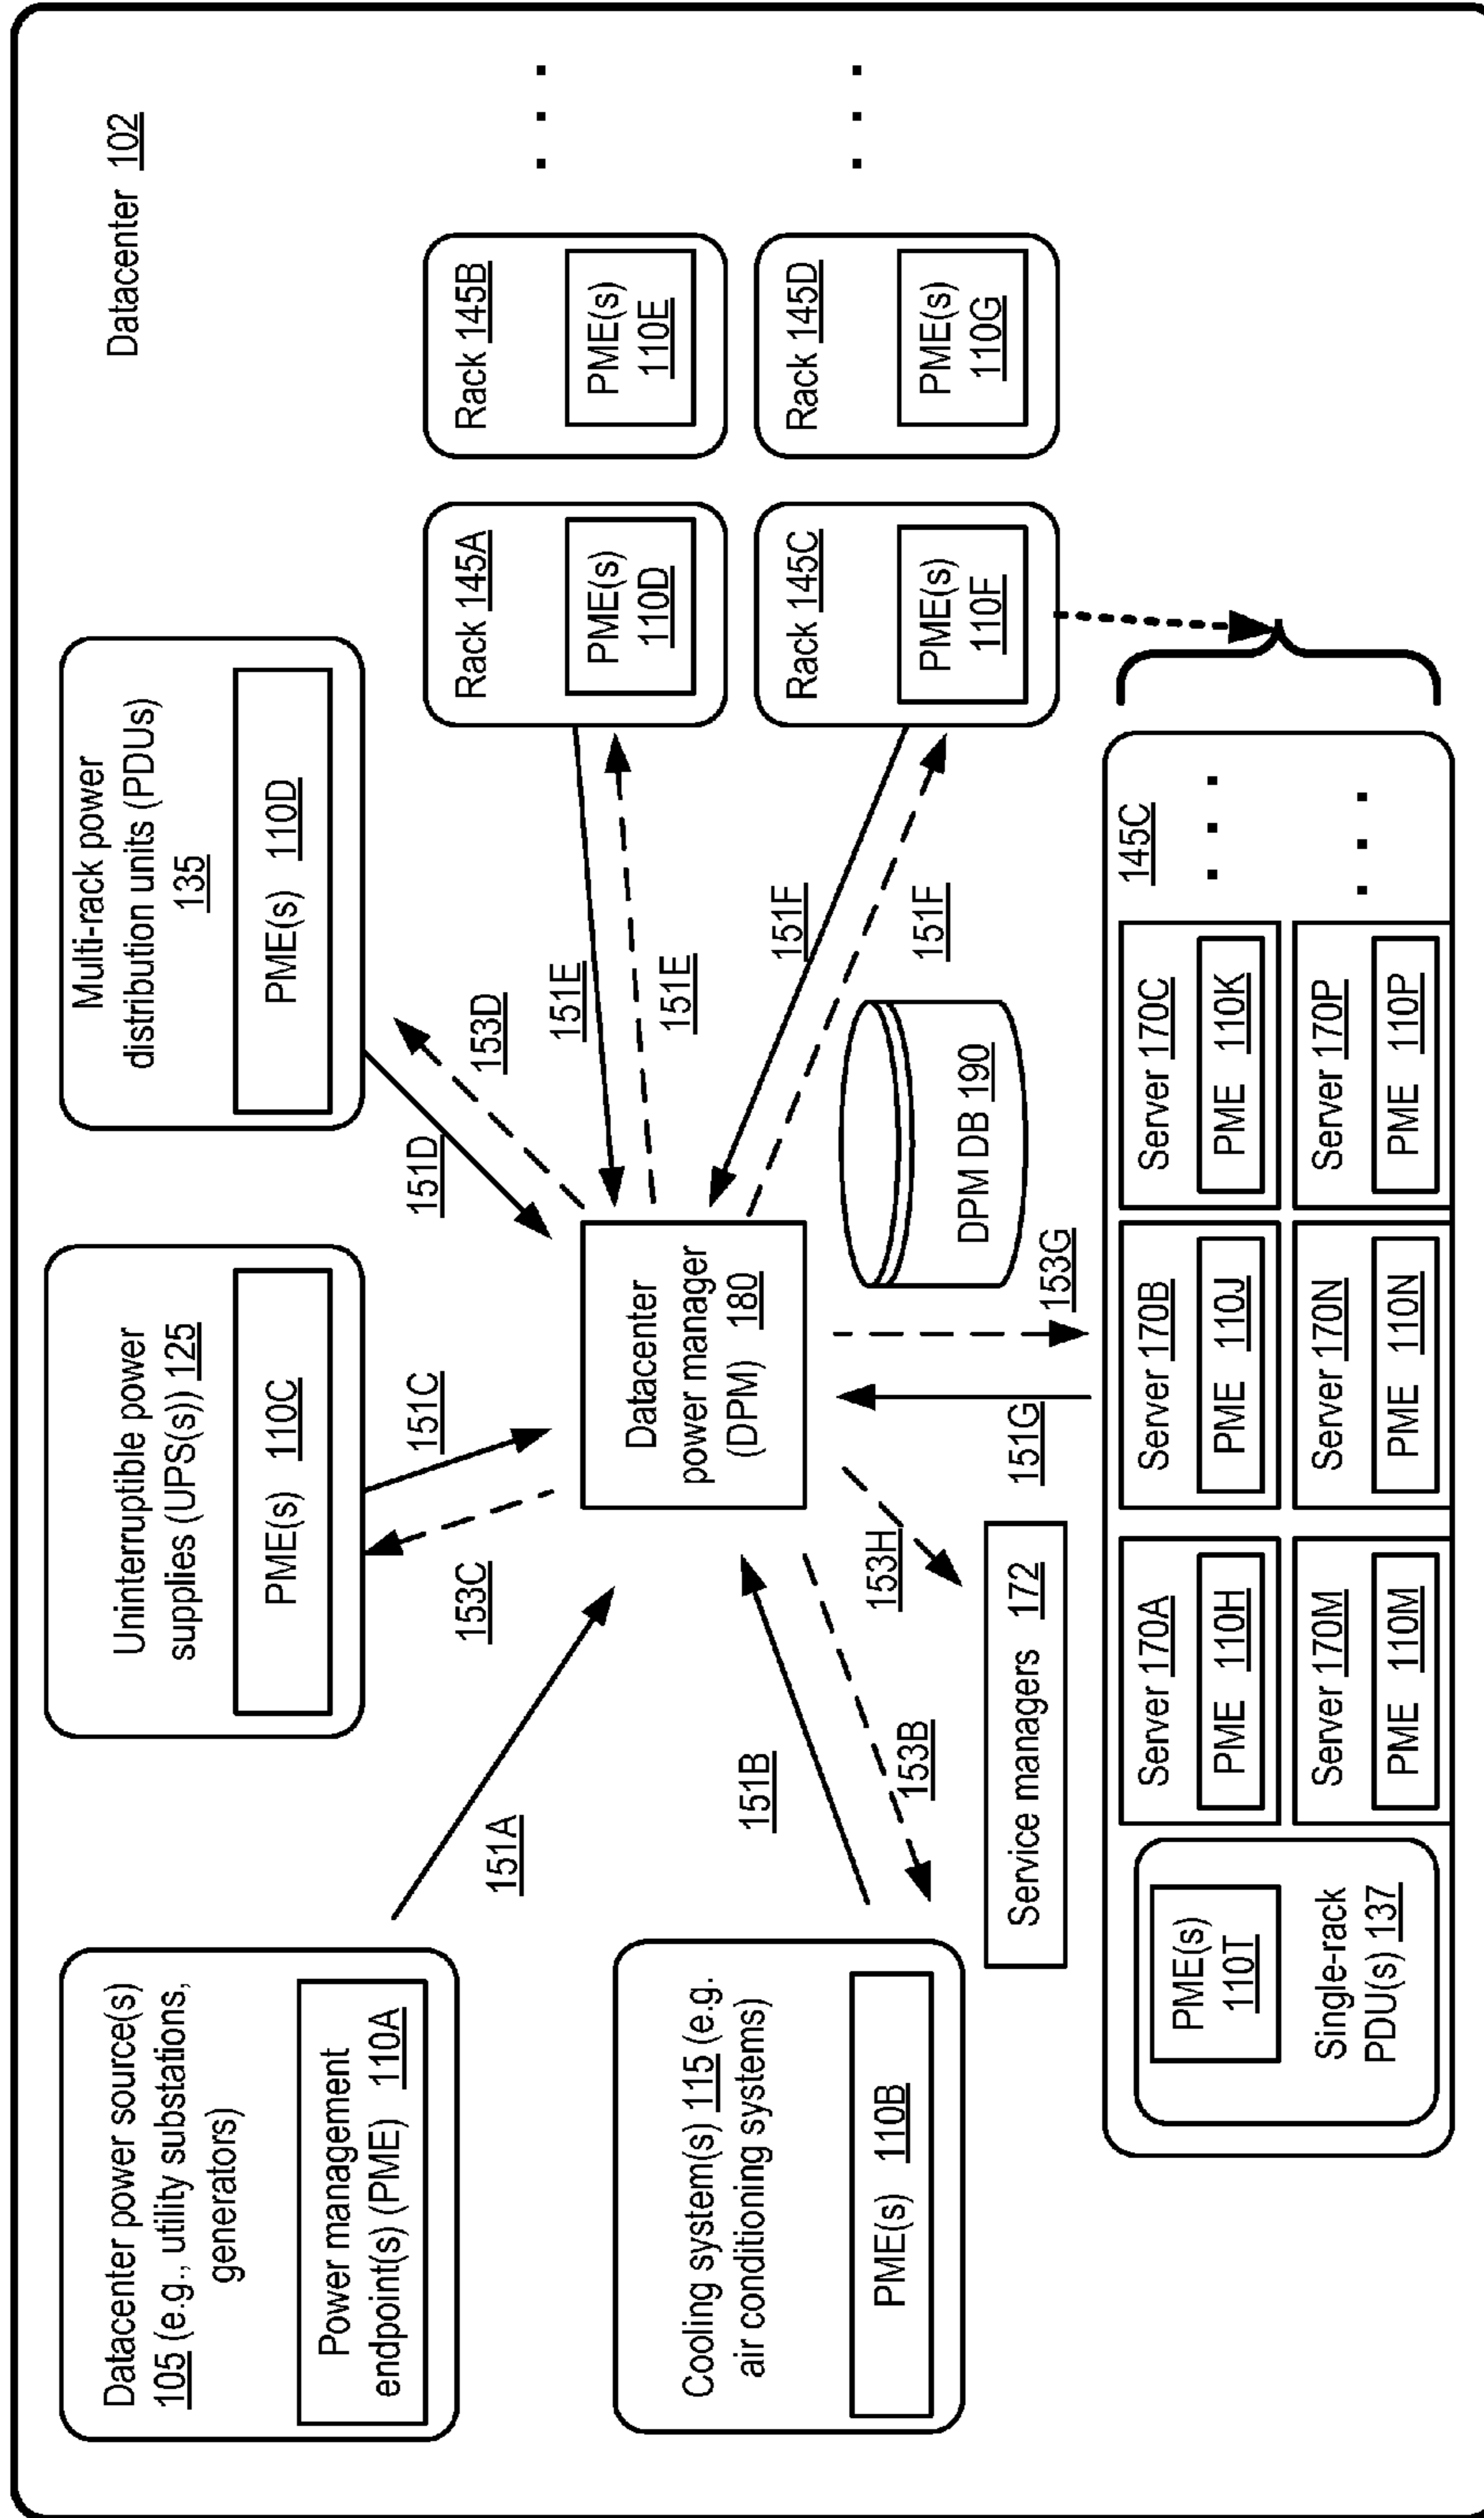 Datacenter 102
Datacenter power source(s)
105 (e.g., utility substations,
generators)
Power management
endpoint(s) (PME) 110A
Uninterruptible power
supplies (UPS(s)) 125
PME(s) 110C
Multi-rack power
distribution units (PDUs)
135
PME(s) 110D
151A
153C
151C
151D
153D
Cooling system(s) 115 (e.g.
air conditioning systems)
PME(s) 110B
151B
153B
Datacenter
power manager
(DPM) 180
151E
151E
151F
151F
Rack 145A
PME(s)
110D
Rack 145B
PME(s)
110E
Rack 145C
PME(s)
110F
Rack 145D
PME(s)
110G
. . .
. . .
DPM DB 190
153H
151G
153G
Service managers 172
PME(s)
110T
Single-rack
PDU(s) 137
Server 170A
PME 110H
Server 170B
PME 110J
Server 170C
PME 110K
145C
. . .
Server 170M
PME 110M
Server 170N
PME 110N
Server 170P
PME 110P
. . .